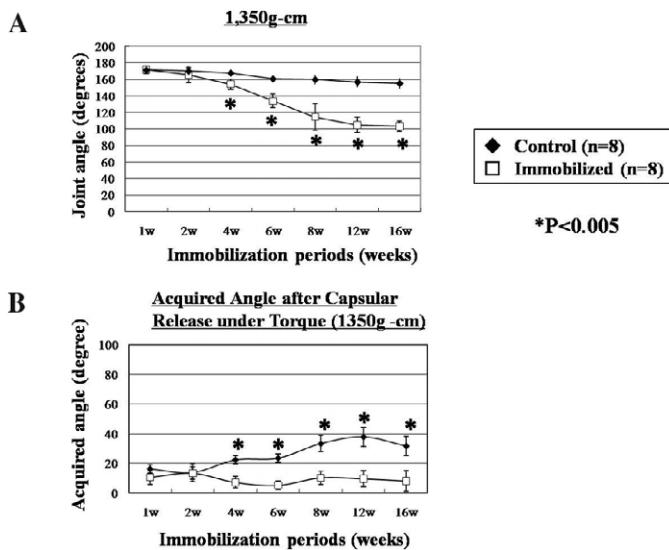 A
1,350g-cm
Joint angle (degrees)
200
180
160
140
120
100
80
60
40
20
0
* * * * *
1w 2w 4w 6w 8w 12w 16w
Immobilization periods (weeks)
Control (n=8)
Immobilized (n=8)
*P<0.005
B
Acquired Angle after Capsular
Release under Torque (1350g -cm)
Acquired angle (degree)
100
80
60
40
20
0
* * * * *
1w 2w 4w 6w 8w 12w 16w
Immobilization periods (weeks)